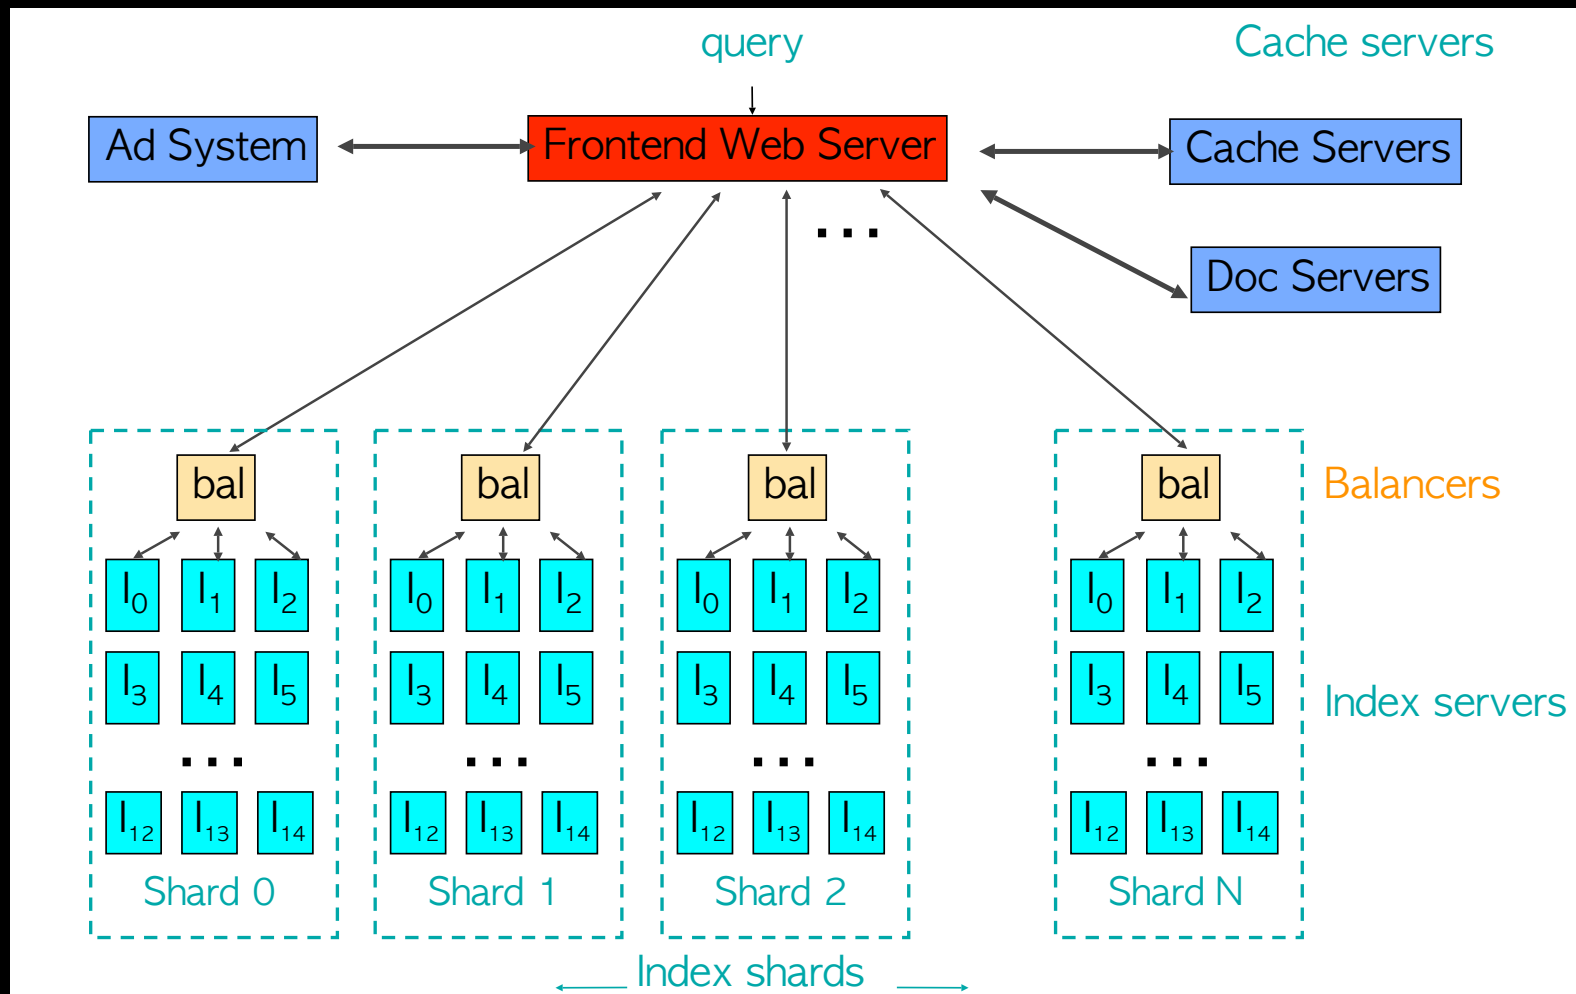 query
Cache servers
Ad System
Frontend Web Server
Cache Servers
Doc Servers
...
bal bal bal bal
Balancers
I0 I1 I2 I0 I1 I2 I0 I1 I2 I0 I1 I2
I3 I4 I5 I3 I4 I5 I3 I4 I5 I3 I4 I5
Index servers
... ... ... ...
I12 I13 I14 I12 I13 I14 I12 I13 I14 I12 I13 I14
Shard 0 Shard 1 Shard 2 Shard N
Index shards